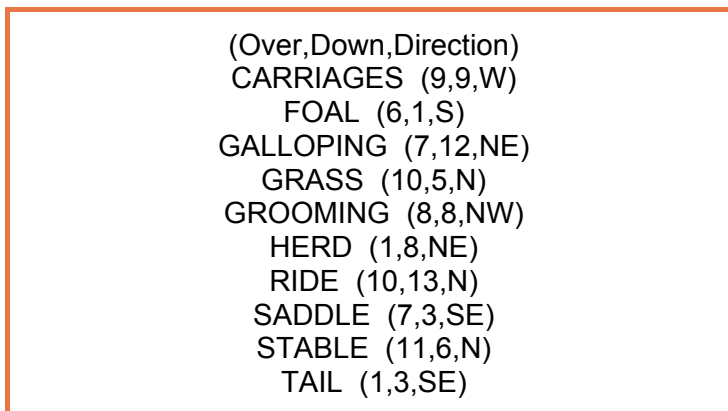 (Over,Down,Direction)
CARRIAGES (9,9,W)
FOAL (6,1,S)
GALLOPING (7,12,NE)
GRASS (10,5,N)
GROOMING (8,8,NW)
HERD (1,8,NE)
RIDE (10,13,N)
SADDLE (7,3,SE)
STABLE (11,6,N)
TAIL (1,3,SE)